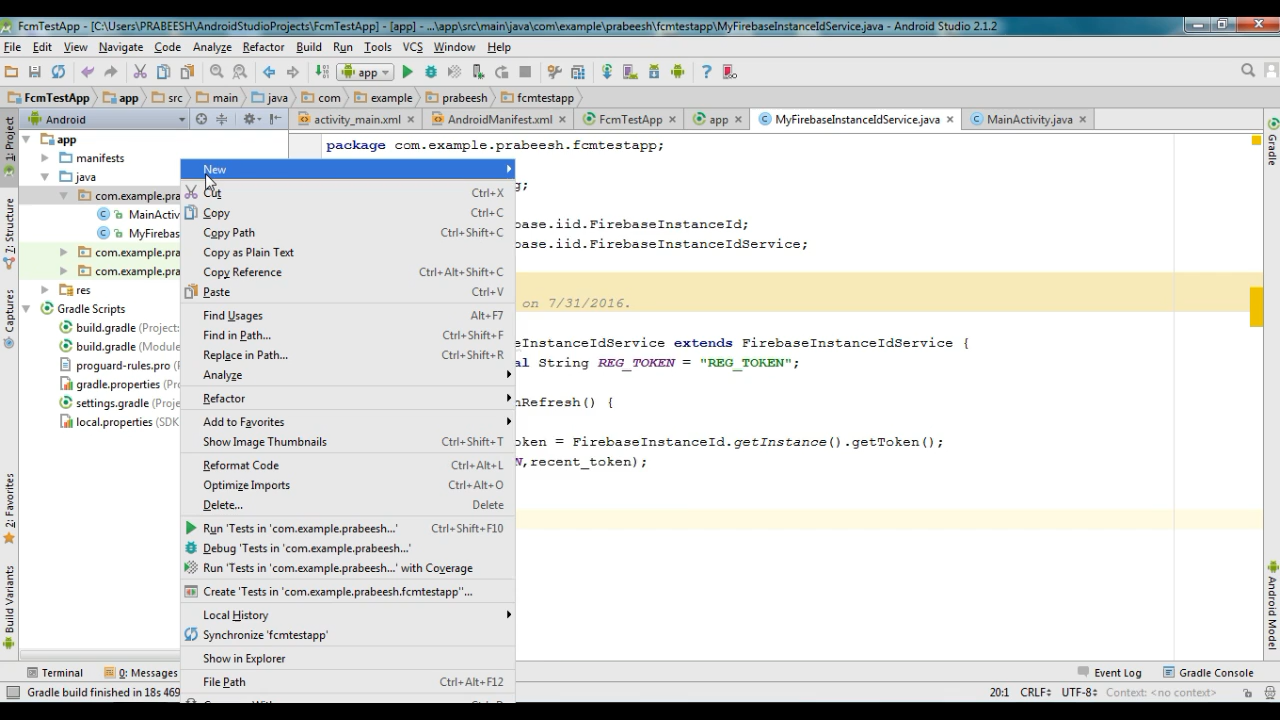 FcmTestApp - [C:\Users\PRABEESH\AndroidStudioProjects\FcmTestApp] - [app] - ...\app\src\main\java\com\example\prabeesh\fcmtestapp\MyFirebaseInstanceIdService.java - Android Studio 2.1.2
File Edit View Navigate Code Analyze Refactor Build Run Tools VCS Window Help
app
FcmTestApp app src main java com example prabeesh fcmtestapp
Android activity_main.xml AndroidManifest.xml FcmTestApp app MyFirebaseInstanceIdService.java MainActivity.java
1: Project
Z: Structure
Captures
2: Favorites
Build Variants
app
manifests
java
com.example.pra
MainActiv
MyFirebas
com.example.pra
com.example.pra
res
Gradle Scripts
build.gradle (Project:
build.gradle (Module
proguard-rules.pro
gradle.properties
settings.gradle (Proje
local.properties (SDK
New
Cut Ctrl+X
Copy Ctrl+C
Copy Path Ctrl+Shift+C
Copy as Plain Text
Copy Reference Ctrl+Alt+Shift+C
Paste Ctrl+V
Find Usages Alt+F7
Find in Path... Ctrl+Shift+F
Replace in Path... Ctrl+Shift+R
Analyze
Refactor
Add to Favorites
Show Image Thumbnails Ctrl+Shift+T
Reformat Code Ctrl+Alt+L
Optimize Imports Ctrl+Alt+O
Delete... Delete
Run 'Tests in 'com.example.prabeesh...' Ctrl+Shift+F10
Debug 'Tests in 'com.example.prabeesh...'
Run 'Tests in 'com.example.prabeesh...' with Coverage
Create 'Tests in 'com.example.prabeesh.fcmtestapp''...
Local History
Synchronize 'fcmtestapp'
Show in Explorer
File Path Ctrl+Alt+F12
package com.example.prabeesh.fcmtestapp;
g;
base.iid.FirebaseInstanceId;
base.iid.FirebaseInstanceIdService;
on 7/31/2016.
eInstanceIdService extends FirebaseInstanceIdService {
al String REG_TOKEN = "REG_TOKEN";
nRefresh() {
oken = FirebaseInstanceId.getInstance().getToken();
N,recent_token);
Gradle
Android Model
Terminal 0: Messages Event Log Gradle Console
Gradle build finished in 18s 469 20:1 CRLF UTF-8 Context: <no context>